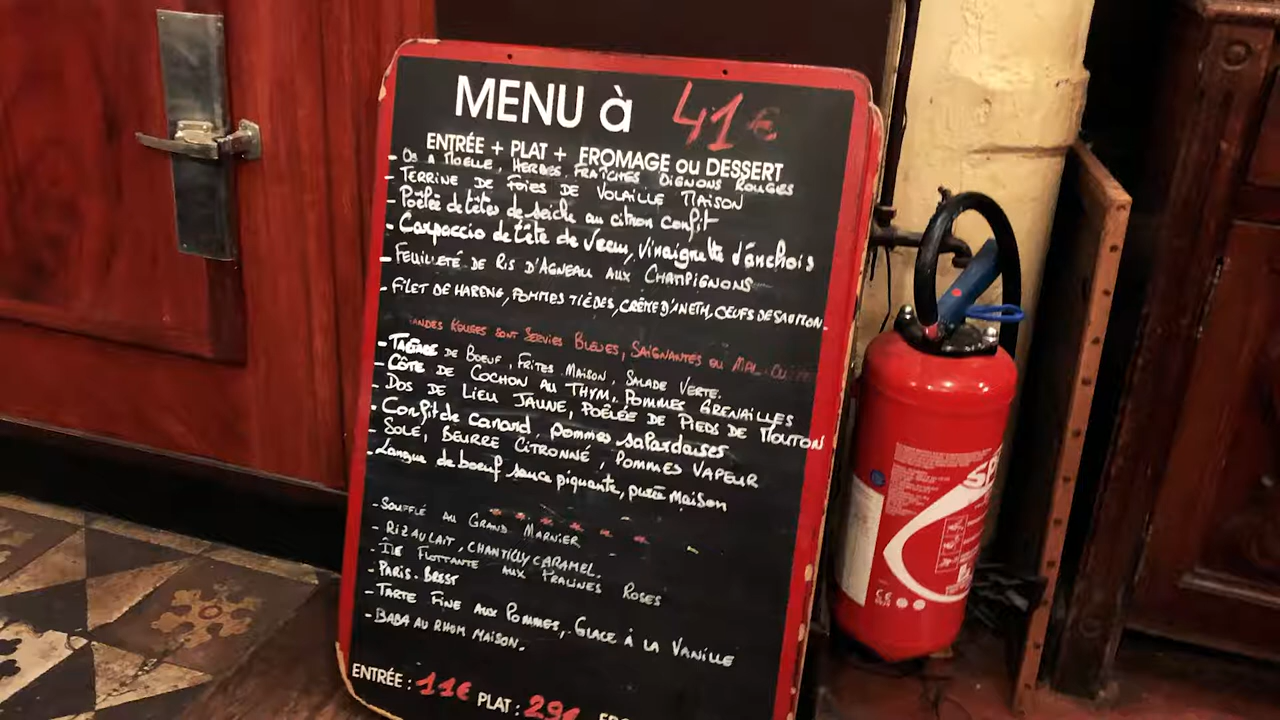 MENU à 41€
ENTRÉE + PLAT + FROMAGE OU DESSERT
- OS A MOELLE, HERBES FRAÎCHES, OIGNONS ROUGES
- TERRINE DE FOIES DE VOLAILLE MAISON
- Poêlée de têtes de seiche au citron confit
- Carpaccio de tête de Veau, vinaigrette d'anchois
- FEUILLETÉ DE RIS D'AGNEAU AUX CHAMPIGNONS
- FILET DE HARENG, POMMES TIÈDES, CRÈME D'ANETH, OEUFS DE SAUMON.
ANDES ROUGES SONT SERVIES BLEUES, SAIGNANTES OU MAL CUITES
- TARTARE DE BOEUF, FRITES MAISON, SALADE VERTE.
- CÔTE DE COCHON AU THYM, POMMES GRENAILLES
- DOS DE LIEU JAUNE, POÊLÉE DE PIEDS DE MOUTON
- Confit de canard, pommes salardaises
- SOLE, BEURRE CITRONNÉ, POMMES VAPEUR
- Langue de boeuf sauce piquante, purée Maison
- SOUFFLÉ AU GRAND MARNIER
- RIZ AU LAIT, CHANTILLY CARAMEL.
- ÎLE FLOTTANTE AUX PRALINES ROSES
- PARIS-BREST
- TARTE FINE AUX POMMES, GLACE À LA VANILLE
- BABA AU RHUM MAISON.
ENTRÉE : 11€ PLAT : 29€